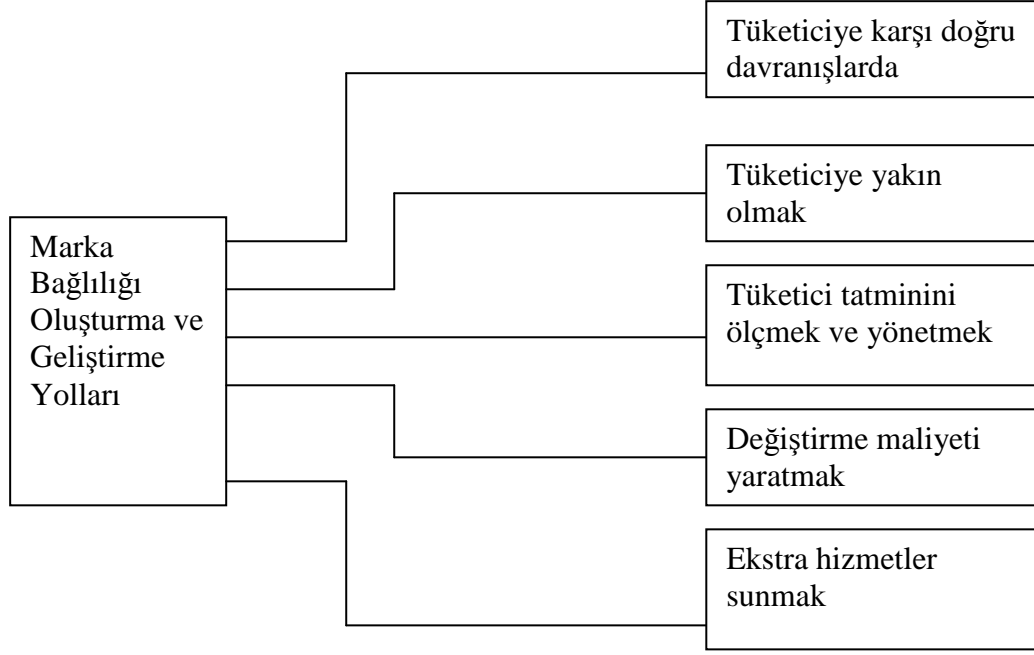 Marka
Bağlılığı
Oluşturma ve
Geliştirme
Yolları
Tüketiciye karşı doğru
davranışlarda
Tüketiciye yakın
olmak
Tüketici tatminini
ölçmek ve yönetmek
Değiştirme maliyeti
yaratmak
Ekstra hizmetler
sunmak